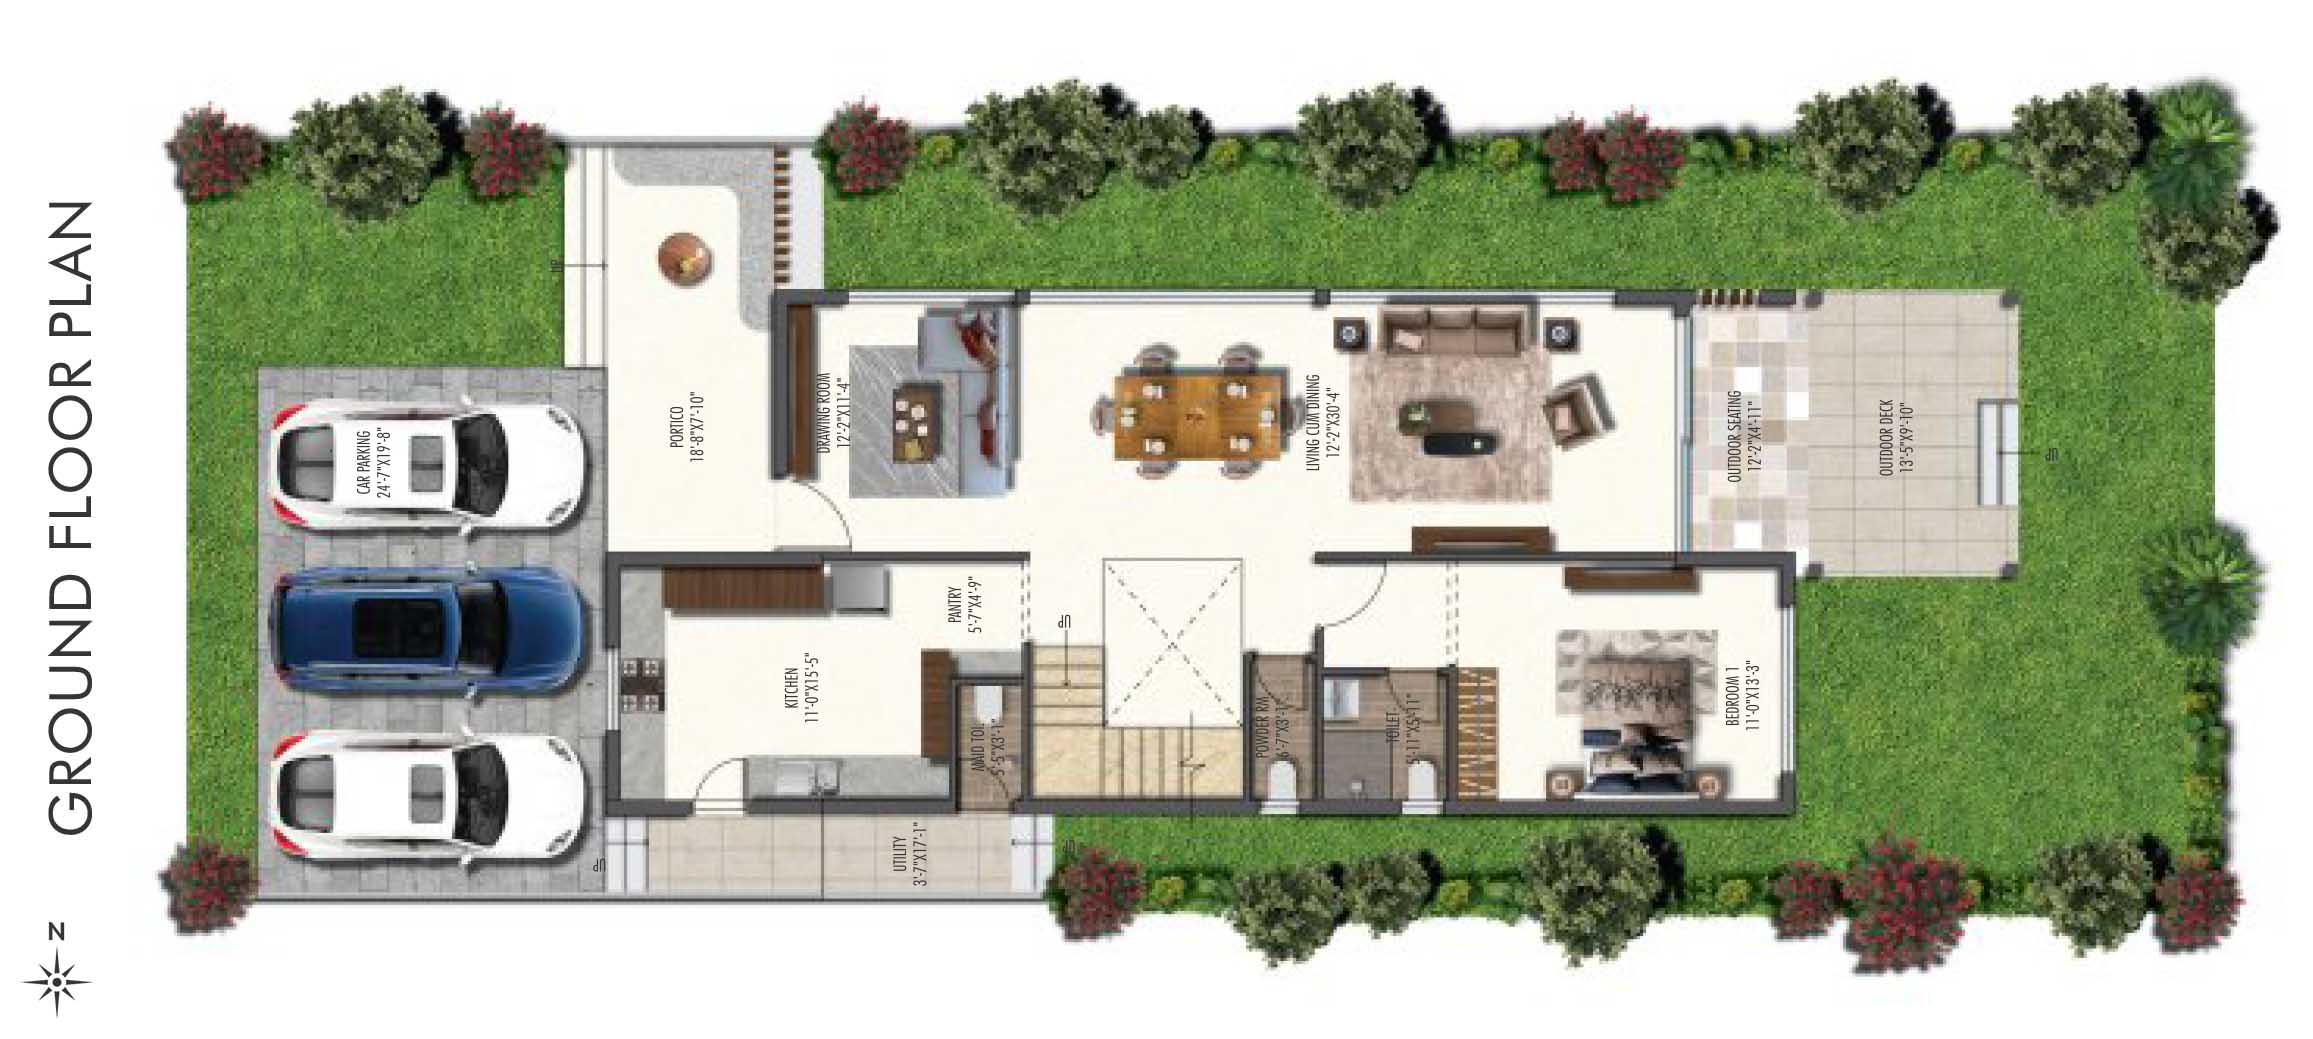 GROUND FLOOR PLAN
N
CAR PARKING
24'-7"X19'-8"
UP
PORTICO
18'-8"X7'-10"
DRAWING ROOM
12'-2"X11'-4"
LIVING CUM DINING
12'-2"X30'-4"
OUTDOOR SEATING
12'-2"X4'-11"
OUTDOOR DECK
13'-5"X9'-10"
UP
KITCHEN
11'-0"X15'-5"
PANTRY
5'-7"X4'-9"
MAID TOI.
5'-5"X3'-1"
UP
POWDER RM.
6'-7"X3'-1"
TOILET
5'-11"X5'-11"
BEDROOM 1
11'-0"X13'-3"
UP
UTILITY
3'-7"X17'-1"
UP